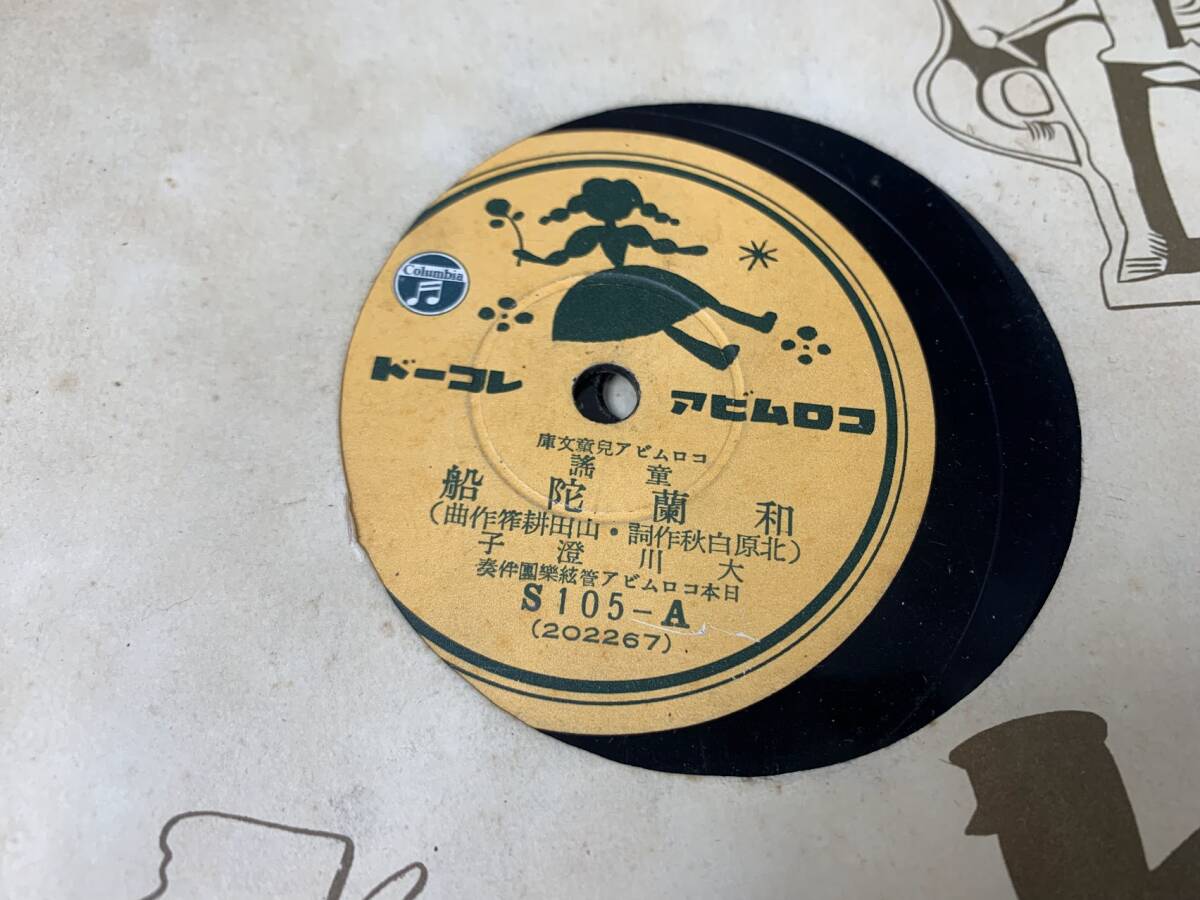 Columbia
コロムビア レコード
コロムビア兒童文庫
童謠
和蘭陀船
(北原白秋作詞・山田耕筰作曲)
大川澄子
日本コロムビア管絃樂團伴奏
S105-A
(202267)